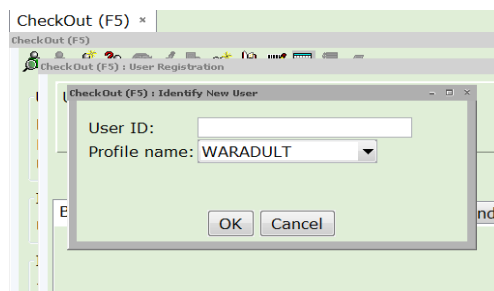 CheckOut (F5) ×
CheckOut (F5)
CheckOut (F5) : User Registration
CheckOut (F5) : Identify New User
User ID:
Profile name: WARADULT
OK Cancel